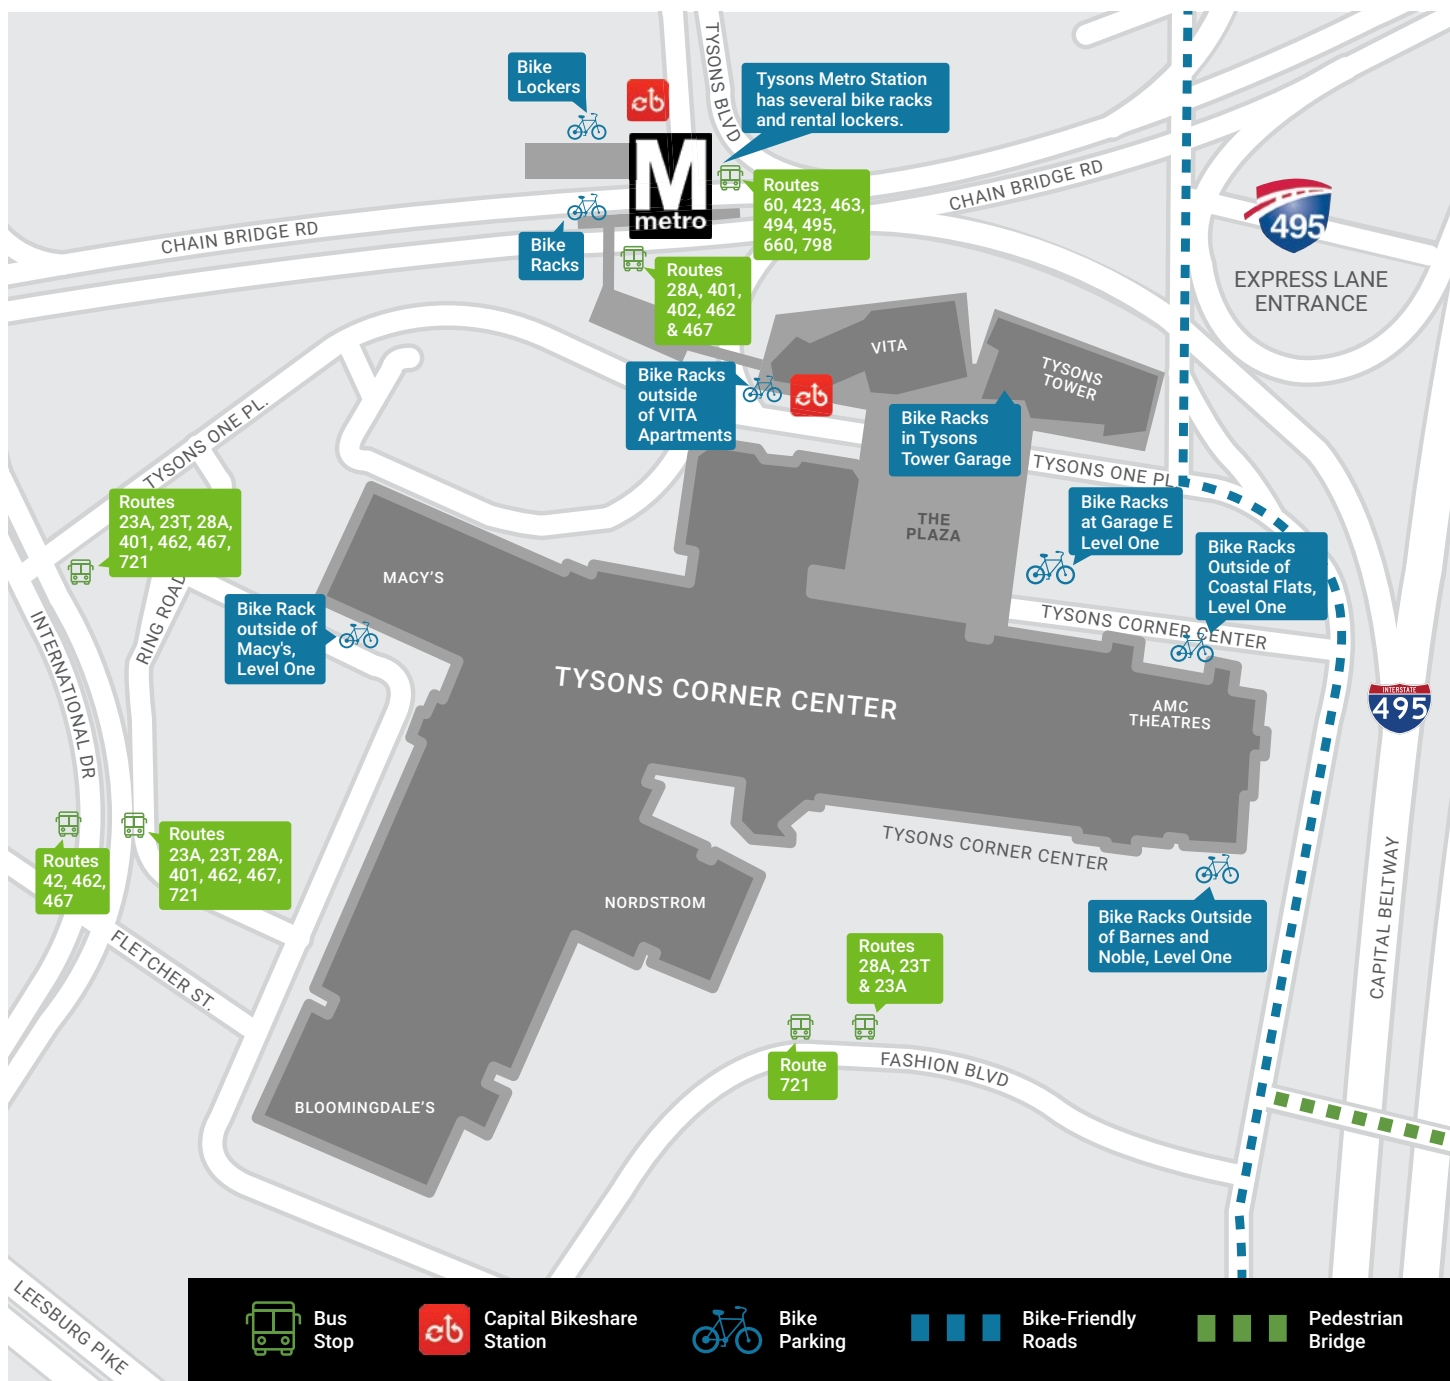 Bike
Lockers
TYSONS BLVD
Tysons Metro Station
has several bike racks
and rental lockers.
M
metro
Routes
60, 423, 463,
494, 495,
660, 798
CHAIN BRIDGE RD
CHAIN BRIDGE RD
495
EXPRESS LANE
ENTRANCE
Bike
Racks
Routes
28A, 401,
402, 462
& 467
VITA
TYSONS
TOWER
Bike Racks
outside
of VITA
Apartments
cb
cb
Bike Racks
in Tysons
Tower Garage
TYSONS ONE PL.
TYSONS ONE PL.
Routes
23A, 23T, 28A,
401, 462, 467,
721
THE
PLAZA
Bike Racks
at Garage E
Level One
Bike Racks
Outside of
Coastal Flats,
Level One
MACY'S
RING ROAD
Bike Rack
outside of
Macy's,
Level One
TYSONS CORNER CENTER
INTERNATIONAL DR
TYSONS CORNER CENTER
AMC
THEATRES
INTERSTATE
495
Routes
42, 462,
467
Routes
23A, 23T, 28A,
401, 462, 467,
721
TYSONS CORNER CENTER
CAPITAL BELTWAY
NORDSTROM
Bike Racks Outside
of Barnes and
Noble, Level One
FLETCHER ST.
Routes
28A, 23T
& 23A
Route
721
FASHION BLVD
BLOOMINGDALE'S
LEESBURG PIKE
Bus
Stop
cb
Capital Bikeshare
Station
Bike
Parking
Bike-Friendly
Roads
Pedestrian
Bridge